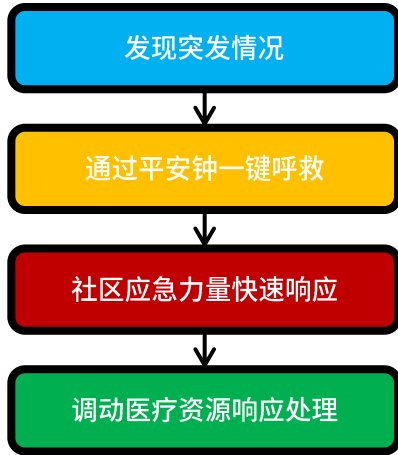 发现突发情况
通过平安钟一键呼救
社区应急力量快速响应
调动医疗资源响应处理